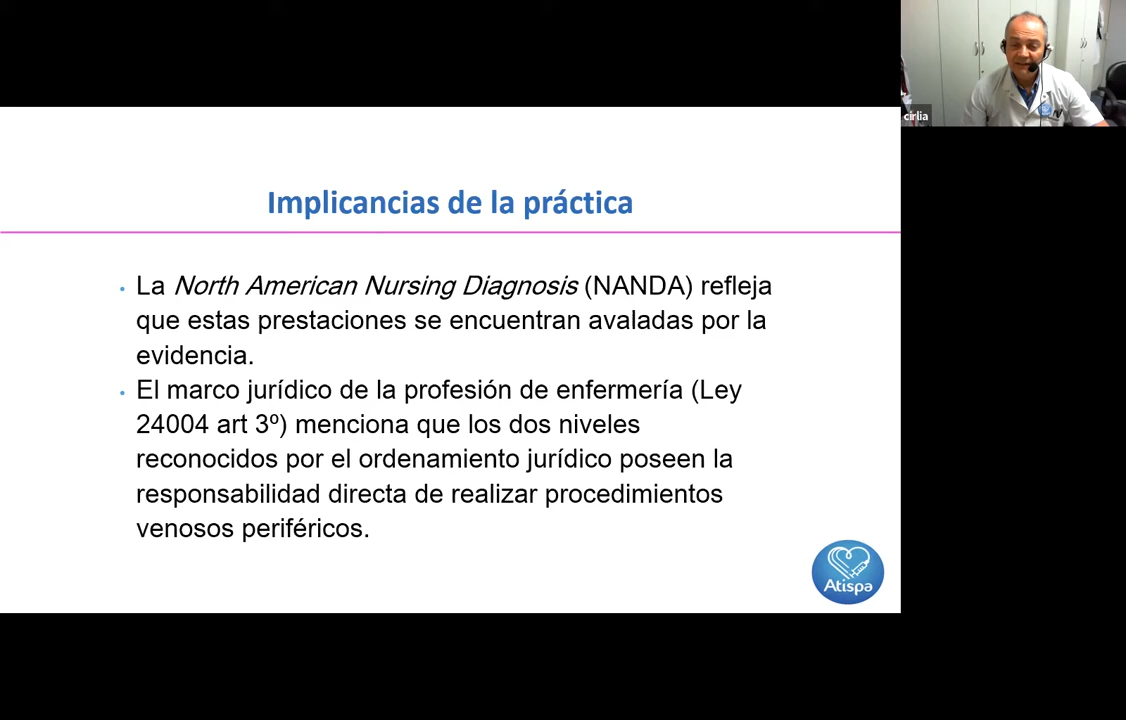 círlia
Implicancias de la práctica
• La North American Nursing Diagnosis (NANDA) refleja
que estas prestaciones se encuentran avaladas por la
evidencia.
• El marco jurídico de la profesión de enfermería (Ley
24004 art 3º) menciona que los dos niveles
reconocidos por el ordenamiento jurídico poseen la
responsabilidad directa de realizar procedimientos
venosos periféricos.
Atispa